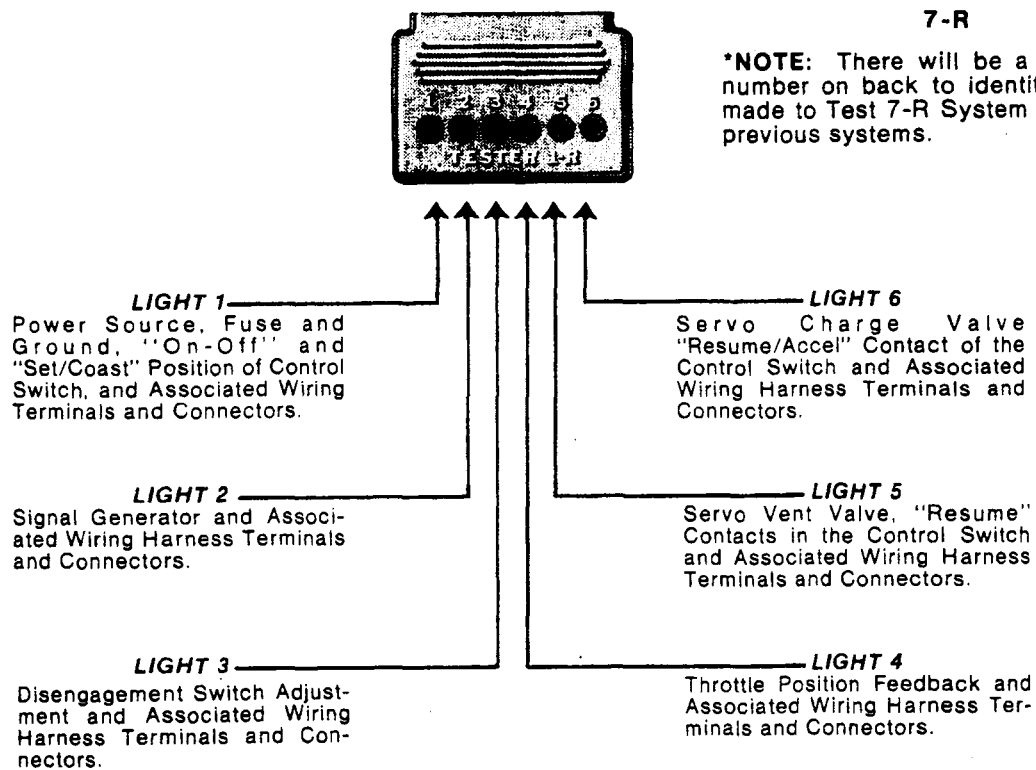 7-R
*NOTE: There will be a
number on back to identif
made to Test 7-R System
previous systems.
1 2 3 4 5 6
TESTER 1-R
LIGHT 1
Power Source, Fuse and
Ground, "On-Off" and
"Set/Coast" Position of Control
Switch, and Associated Wiring
Terminals and Connectors.
LIGHT 2
Signal Generator and Associ-
ated Wiring Harness Terminals
and Connectors.
LIGHT 3
Disengagement Switch Adjust-
ment and Associated Wiring
Harness Terminals and Con-
nectors.
LIGHT 6
Servo Charge Valve
"Resume/Accel" Contact of the
Control Switch and Associated
Wiring Harness Terminals and
Connectors.
LIGHT 5
Servo Vent Valve, "Resume"
Contacts in the Control Switch
and Associated Wiring Harness
Terminals and Connectors.
LIGHT 4
Throttle Position Feedback and
Associated Wiring Harness Ter-
minals and Connectors.